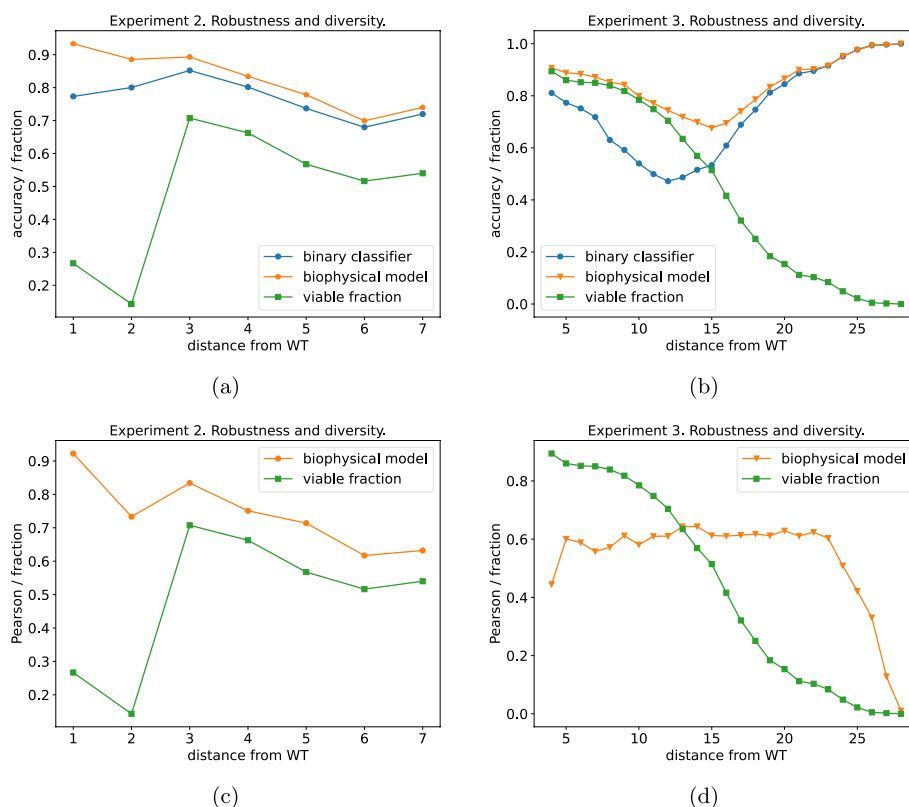 Experiment 2. Robustness and diversity.
accuracy / fraction
0.9
0.8
0.7
0.6
0.5
0.4
0.3
0.2
binary classifier
biophysical model
viable fraction
1 2 3 4 5 6 7
distance from WT
(a)
Experiment 3. Robustness and diversity.
accuracy / fraction
1.0
0.8
0.6
0.4
0.2
0.0
binary classifier
biophysical model
viable fraction
5 10 15 20 25
distance from WT
(b)
Experiment 2. Robustness and diversity.
Pearson / fraction
0.9
0.8
0.7
0.6
0.5
0.4
0.3
0.2
biophysical model
viable fraction
1 2 3 4 5 6 7
distance from WT
(c)
Experiment 3. Robustness and diversity.
Pearson / fraction
0.8
0.6
0.4
0.2
0.0
biophysical model
viable fraction
5 10 15 20 25
distance from WT
(d)